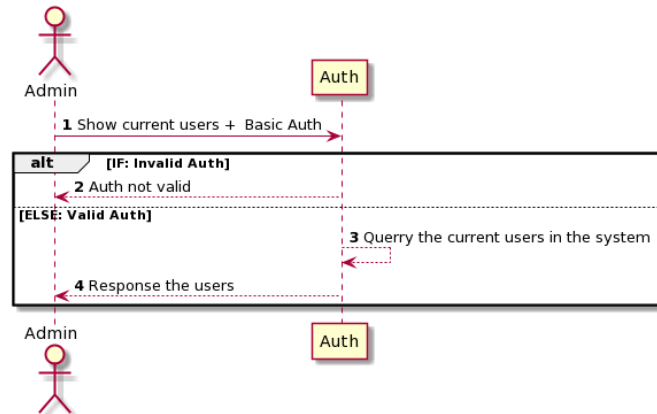 Admin
Auth
1 Show current users +  Basic Auth
alt [IF: Invalid Auth]
2 Auth not valid
[ELSE: Valid Auth]
3 Querry the current users in the system
4 Response the users
Admin
Auth